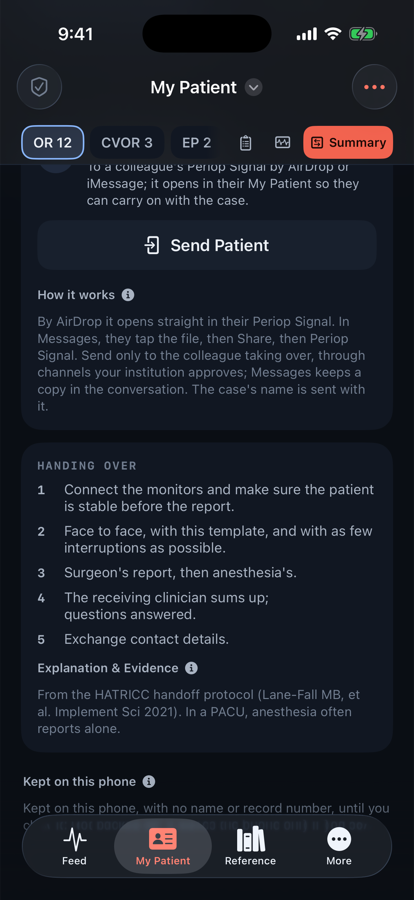 9:41
My Patient
OR 12
CVOR 3
EP 2
Summary
To a colleague's Periop Signal by AirDrop or
iMessage; it opens in their My Patient so they
can carry on with the case.
Send Patient
How it works
By AirDrop it opens straight in their Periop Signal. In
Messages, they tap the file, then Share, then Periop
Signal. Send only to the colleague taking over, through
channels your institution approves; Messages keeps a
copy in the conversation. The case's name is sent with
it.
HANDING OVER
1 Connect the monitors and make sure the patient
is stable before the report.
2 Face to face, with this template, and with as few
interruptions as possible.
3 Surgeon's report, then anesthesia's.
4 The receiving clinician sums up;
questions answered.
5 Exchange contact details.
Explanation & Evidence
From the HATRICC handoff protocol (Lane-Fall MB, et
al. Implement Sci 2021). In a PACU, anesthesia often
reports alone.
Kept on this phone
Kept on this phone, with no name or record number, until you
Feed
My Patient
Reference
More